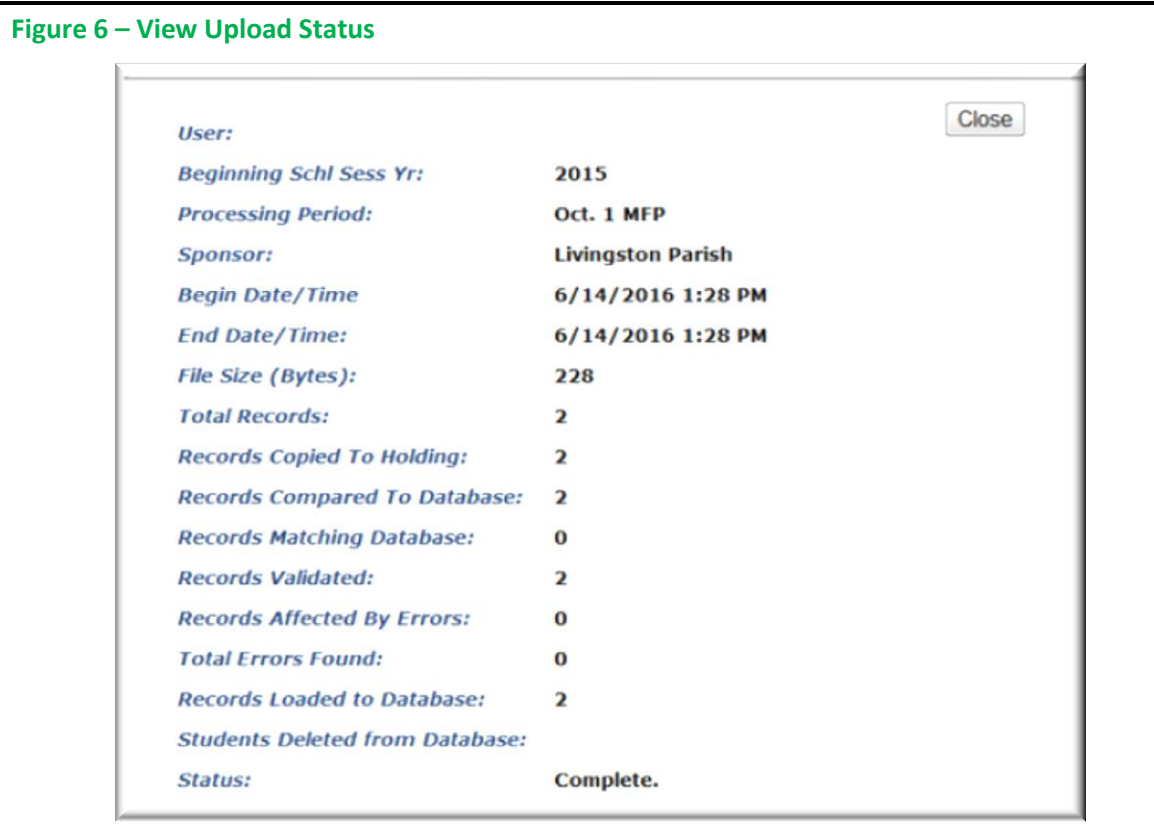 Figure 6 – View Upload Status
Close
User:
Beginning Schl Sess Yr: 2015
Processing Period: Oct. 1 MFP
Sponsor: Livingston Parish
Begin Date/Time 6/14/2016 1:28 PM
End Date/Time: 6/14/2016 1:28 PM
File Size (Bytes): 228
Total Records: 2
Records Copied To Holding: 2
Records Compared To Database: 2
Records Matching Database: 0
Records Validated: 2
Records Affected By Errors: 0
Total Errors Found: 0
Records Loaded to Database: 2
Students Deleted from Database:
Status: Complete.